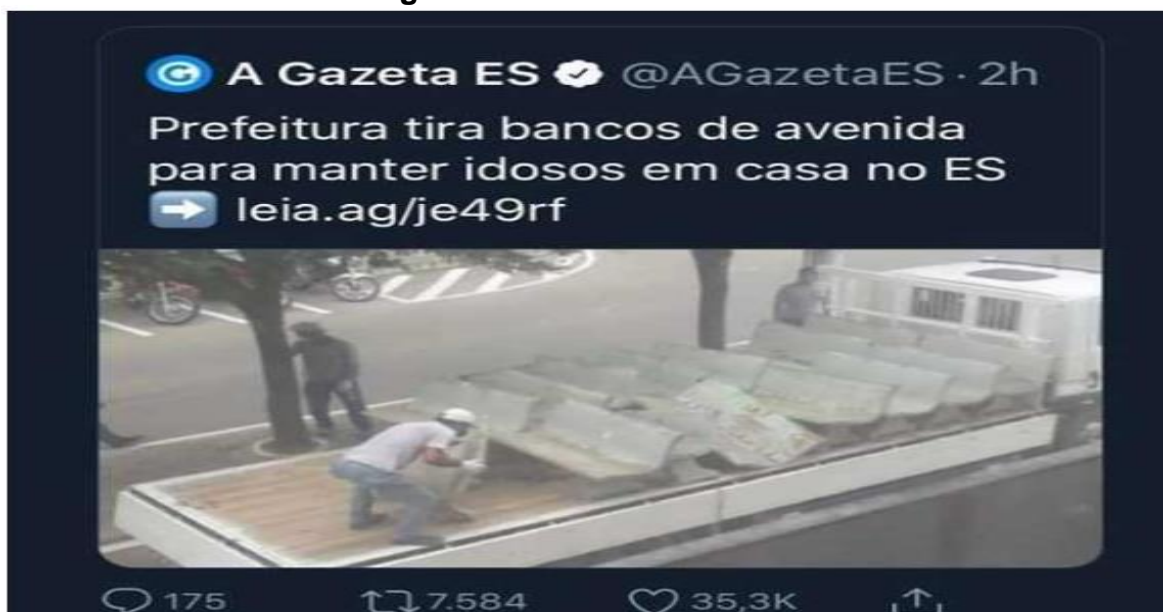 A Gazeta ES @AGazetaES · 2h
Prefeitura tira bancos de avenida
para manter idosos em casa no ES
➡️ leia.ag/je49rf
175 7.584 35,3K